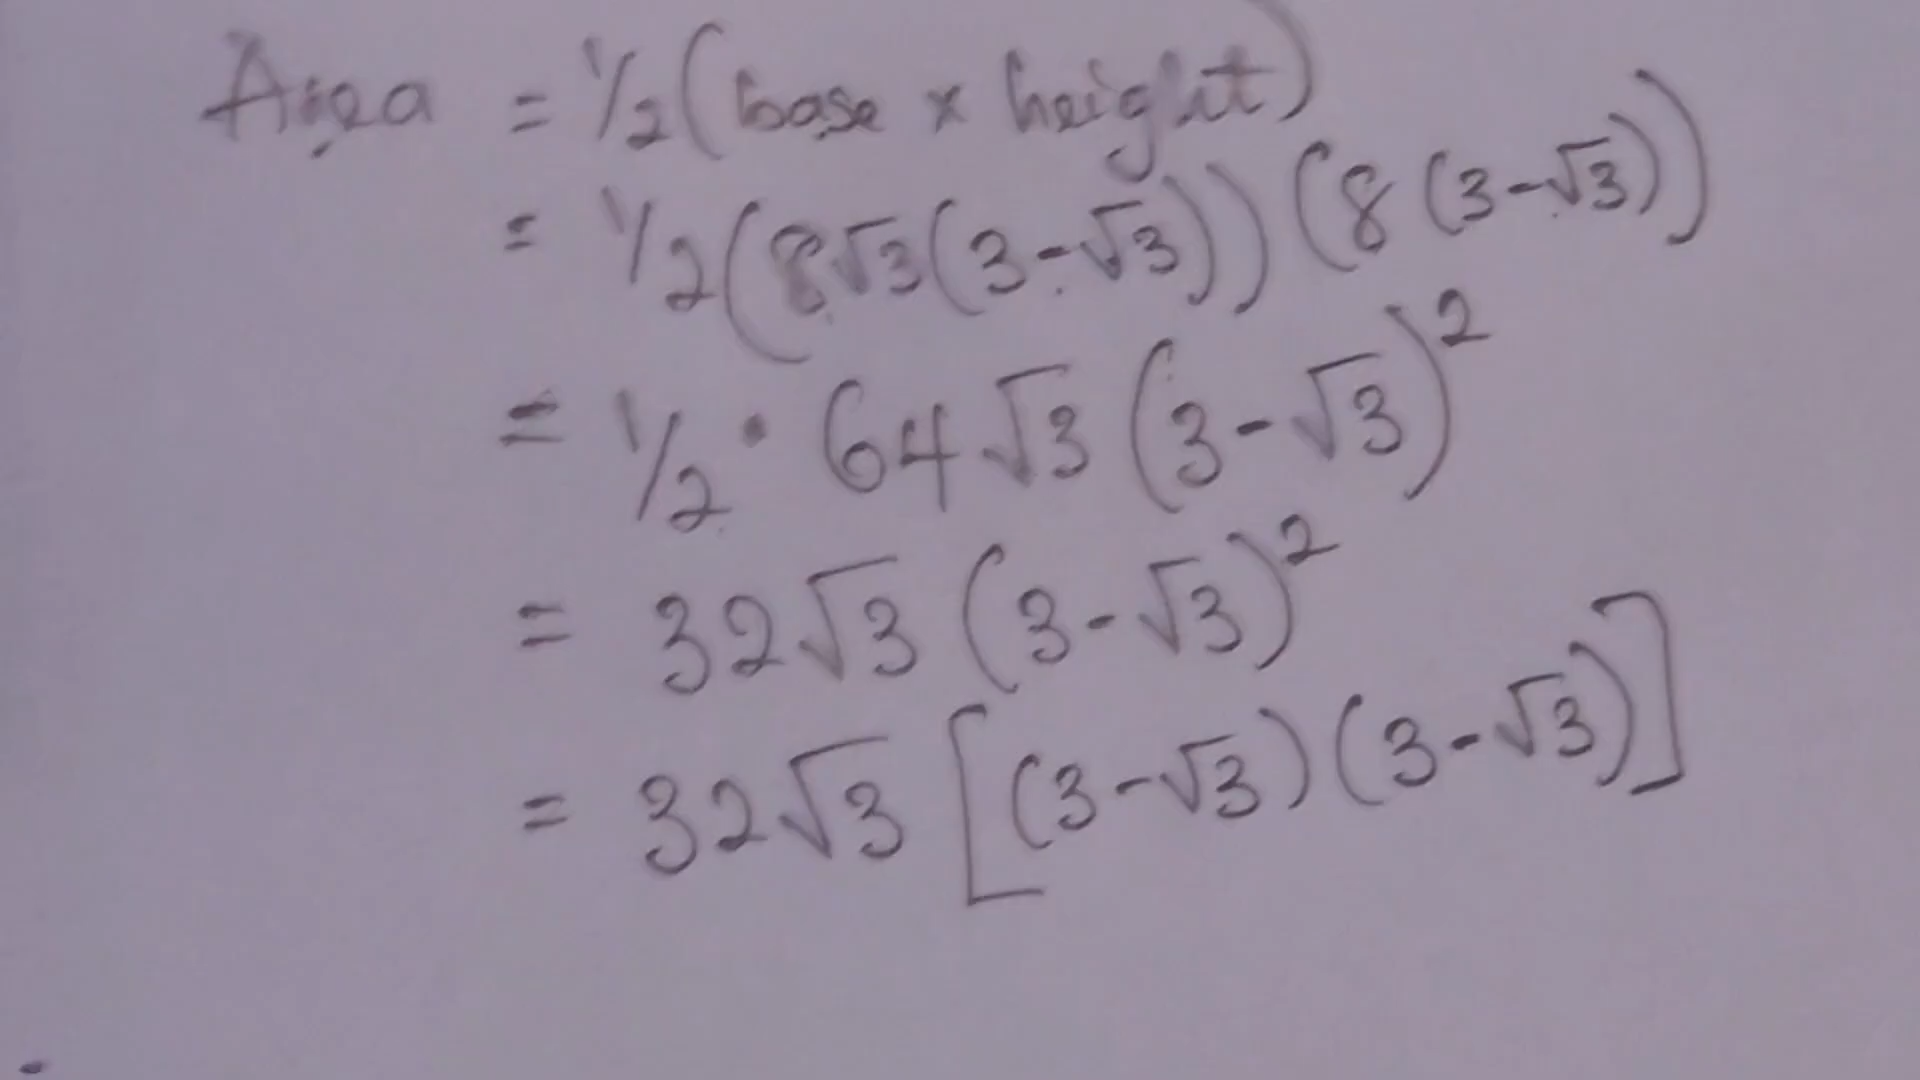 Area = 1/2 (base × height)
= 1/2 (8√3(3-√3)) (8(3-√3))
= 1/2 · 64√3 (3-√3)²
= 32√3 (3-√3)²
= 32√3 [(3-√3)(3-√3)]